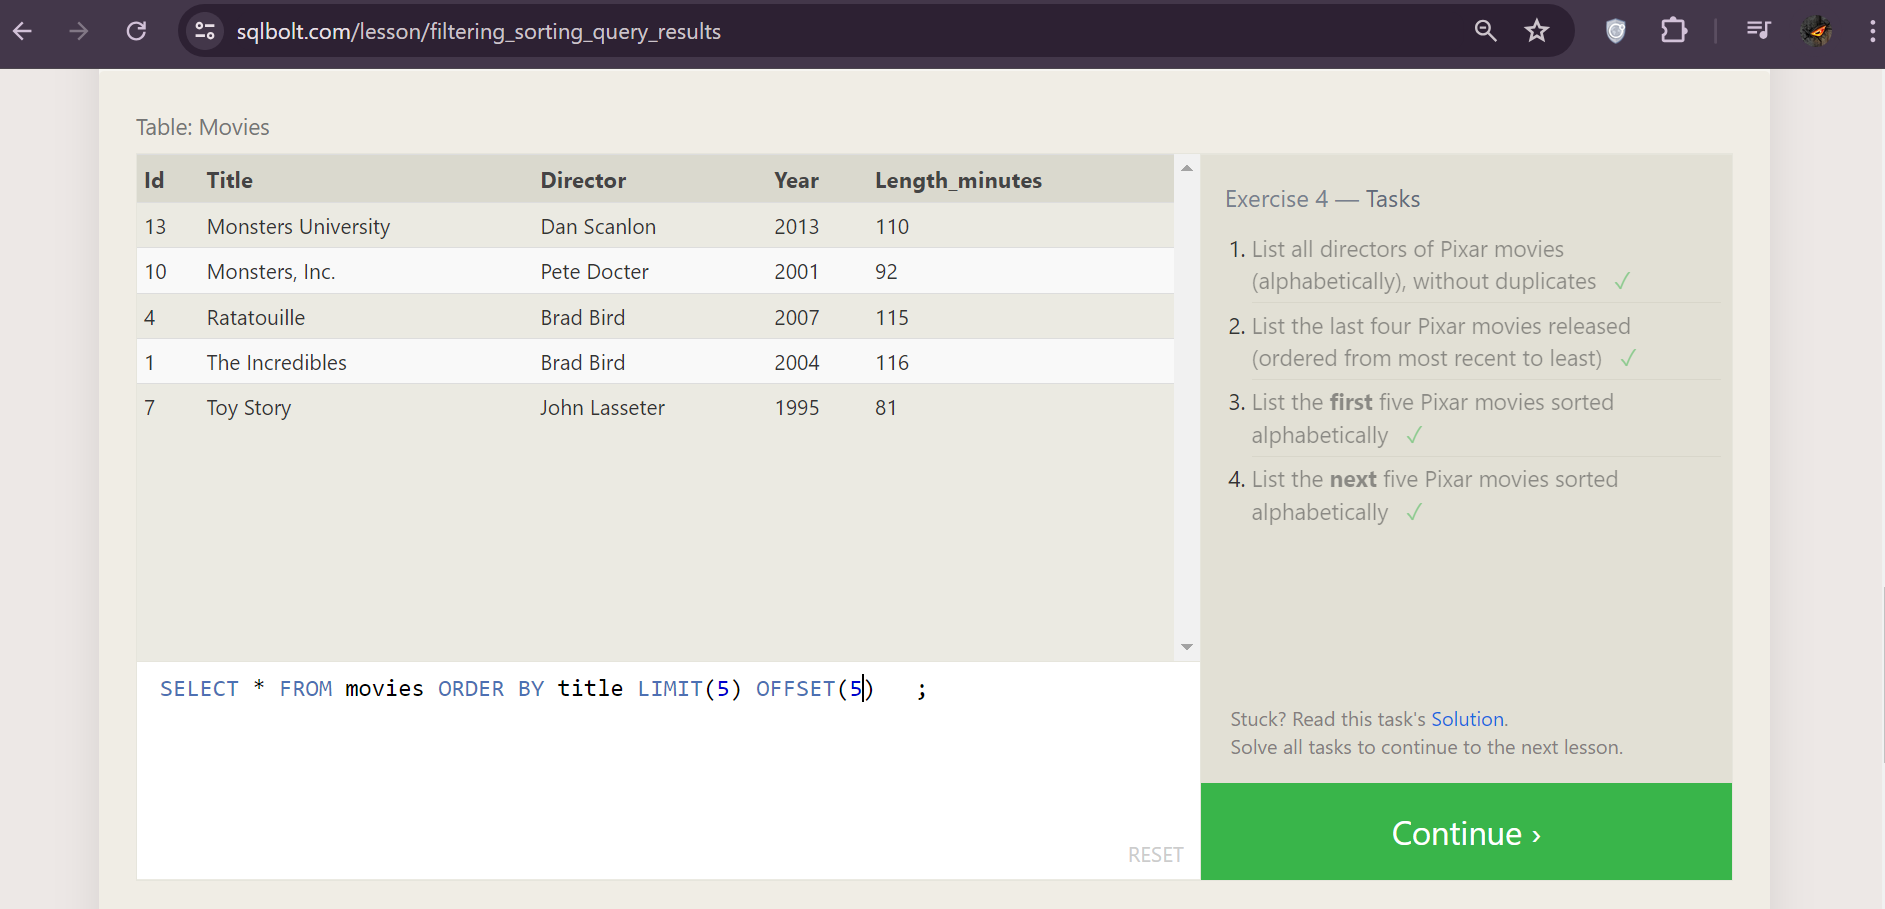 sqlbolt.com/lesson/filtering_sorting_query_results
Table: Movies
Id Title Director Year Length_minutes
13 Monsters University Dan Scanlon 2013 110
10 Monsters, Inc. Pete Docter 2001 92
4 Ratatouille Brad Bird 2007 115
1 The Incredibles Brad Bird 2004 116
7 Toy Story John Lasseter 1995 81
SELECT * FROM movies ORDER BY title LIMIT(5) OFFSET(5)   ;
RESET
Exercise 4 — Tasks
1. List all directors of Pixar movies
(alphabetically), without duplicates ✓
2. List the last four Pixar movies released
(ordered from most recent to least) ✓
3. List the first five Pixar movies sorted
alphabetically ✓
4. List the next five Pixar movies sorted
alphabetically ✓
Stuck? Read this task's Solution.
Solve all tasks to continue to the next lesson.
Continue ›